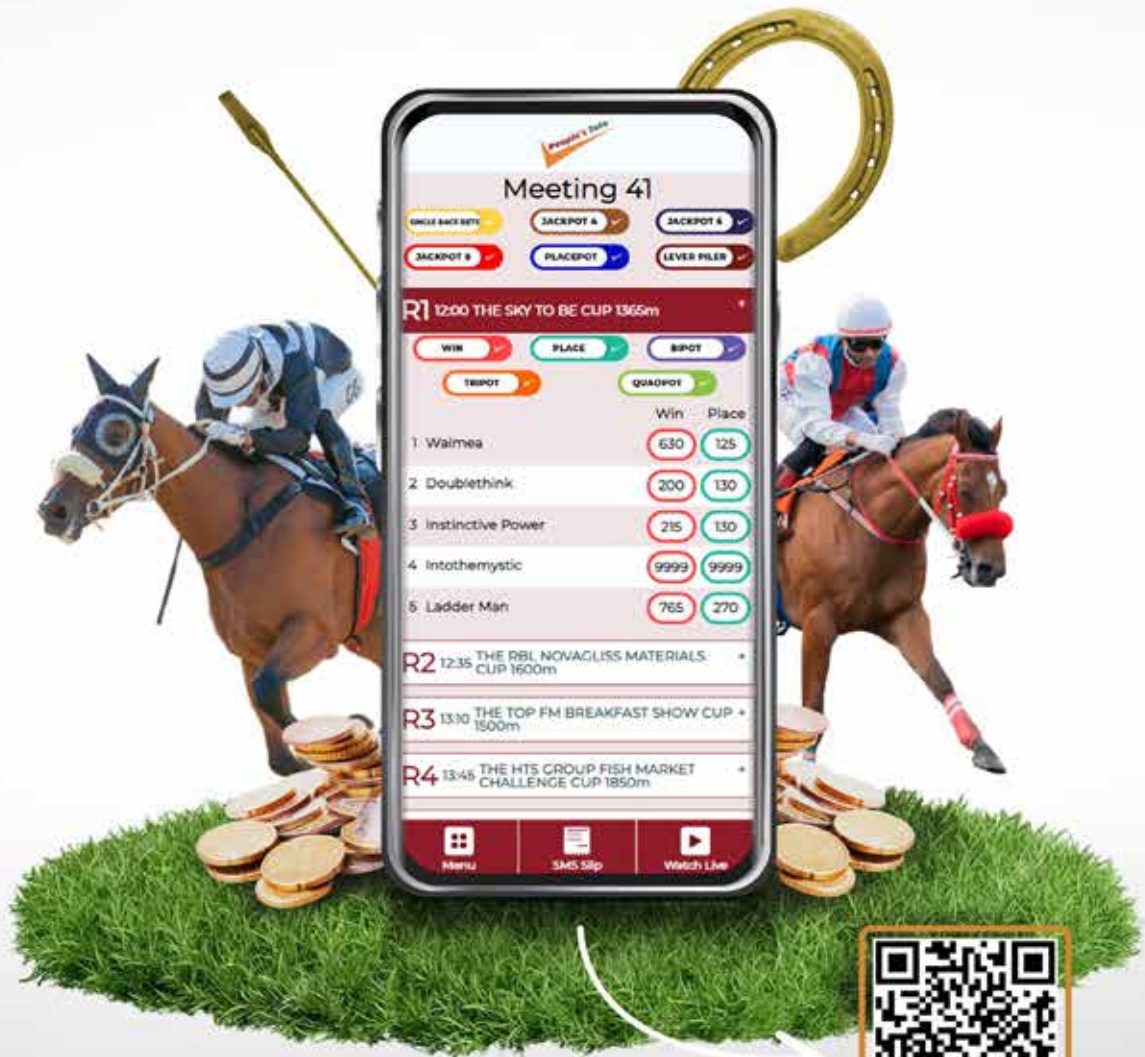 People's Tote
Meeting 41
SINGLE RACE BETS
JACKPOT 4
JACKPOT 6
JACKPOT 8
PLACEPOT
LEVER PILER
R1 12:00 THE SKY TO BE CUP 1365m +
WIN
PLACE
BIPOT
TRIPOT
QUADPOT
Win Place
1 Waimea 630 125
2 Doublethink 200 130
3 Instinctive Power 215 130
4 Intothemystic 9999 9999
5 Ladder Man 765 270
R2 12:35 THE RBL NOVAGLISS MATERIALS +
CUP 1600m
R3 13:10 THE TOP FM BREAKFAST SHOW CUP +
1500m
R4 13:45 THE HTS GROUP FISH MARKET +
CHALLENGE CUP 1850m
Menu SMS Slip Watch Live